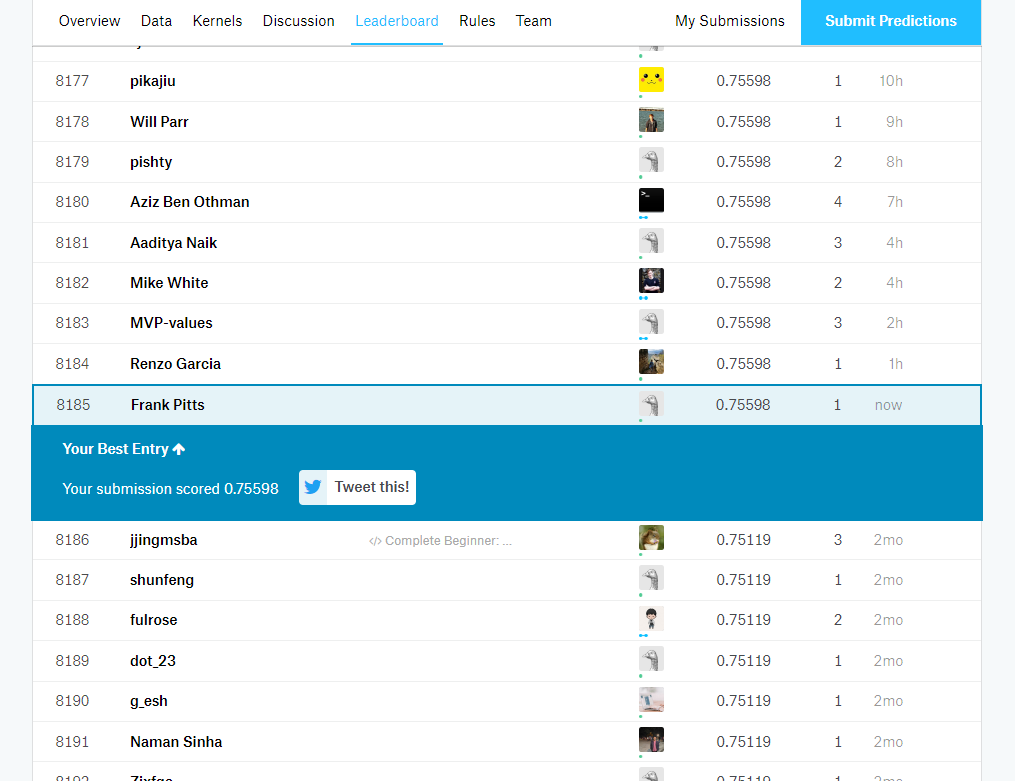 Overview Data Kernels Discussion Leaderboard Rules Team My Submissions Submit Predictions
8177 pikajiu 0.75598 1 10h
8178 Will Parr 0.75598 1 9h
8179 pishty 0.75598 2 8h
8180 Aziz Ben Othman 0.75598 4 7h
8181 Aaditya Naik 0.75598 3 4h
8182 Mike White 0.75598 2 4h
8183 MVP-values 0.75598 3 2h
8184 Renzo Garcia 0.75598 1 1h
8185 Frank Pitts 0.75598 1 now
Your Best Entry
Your submission scored 0.75598 Tweet this!
8186 jjingmsba </> Complete Beginner: ... 0.75119 3 2mo
8187 shunfeng 0.75119 1 2mo
8188 fulrose 0.75119 2 2mo
8189 dot_23 0.75119 1 2mo
8190 g_esh 0.75119 1 2mo
8191 Naman Sinha 0.75119 1 2mo